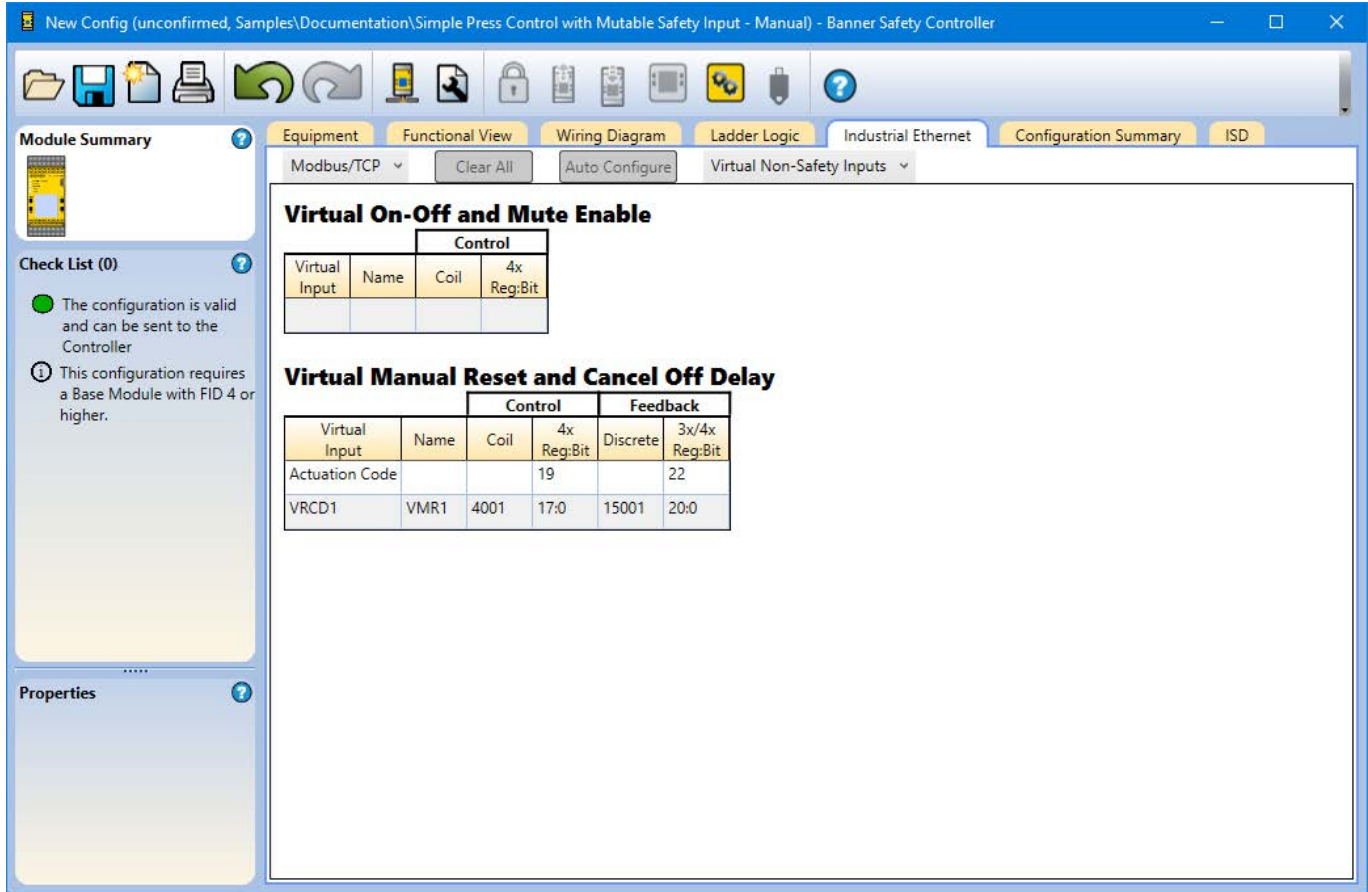 New Config (unconfirmed, Samples\Documentation\Simple Press Control with Mutable Safety Input - Manual) - Banner Safety Controller
Module Summary
Equipment Functional View Wiring Diagram Ladder Logic Industrial Ethernet Configuration Summary ISD
Modbus/TCP Clear All Auto Configure Virtual Non-Safety Inputs
Check List (0)
The configuration is valid
and can be sent to the
Controller
This configuration requires
a Base Module with FID 4 or
higher.
Properties
Virtual On-Off and Mute Enable
Control
Virtual Input Name Coil 4x Reg:Bit
Virtual Manual Reset and Cancel Off Delay
Control Feedback
Virtual Input Name Coil 4x Reg:Bit Discrete 3x/4x Reg:Bit
Actuation Code 19 22
VRCD1 VMR1 4001 17:0 15001 20:0